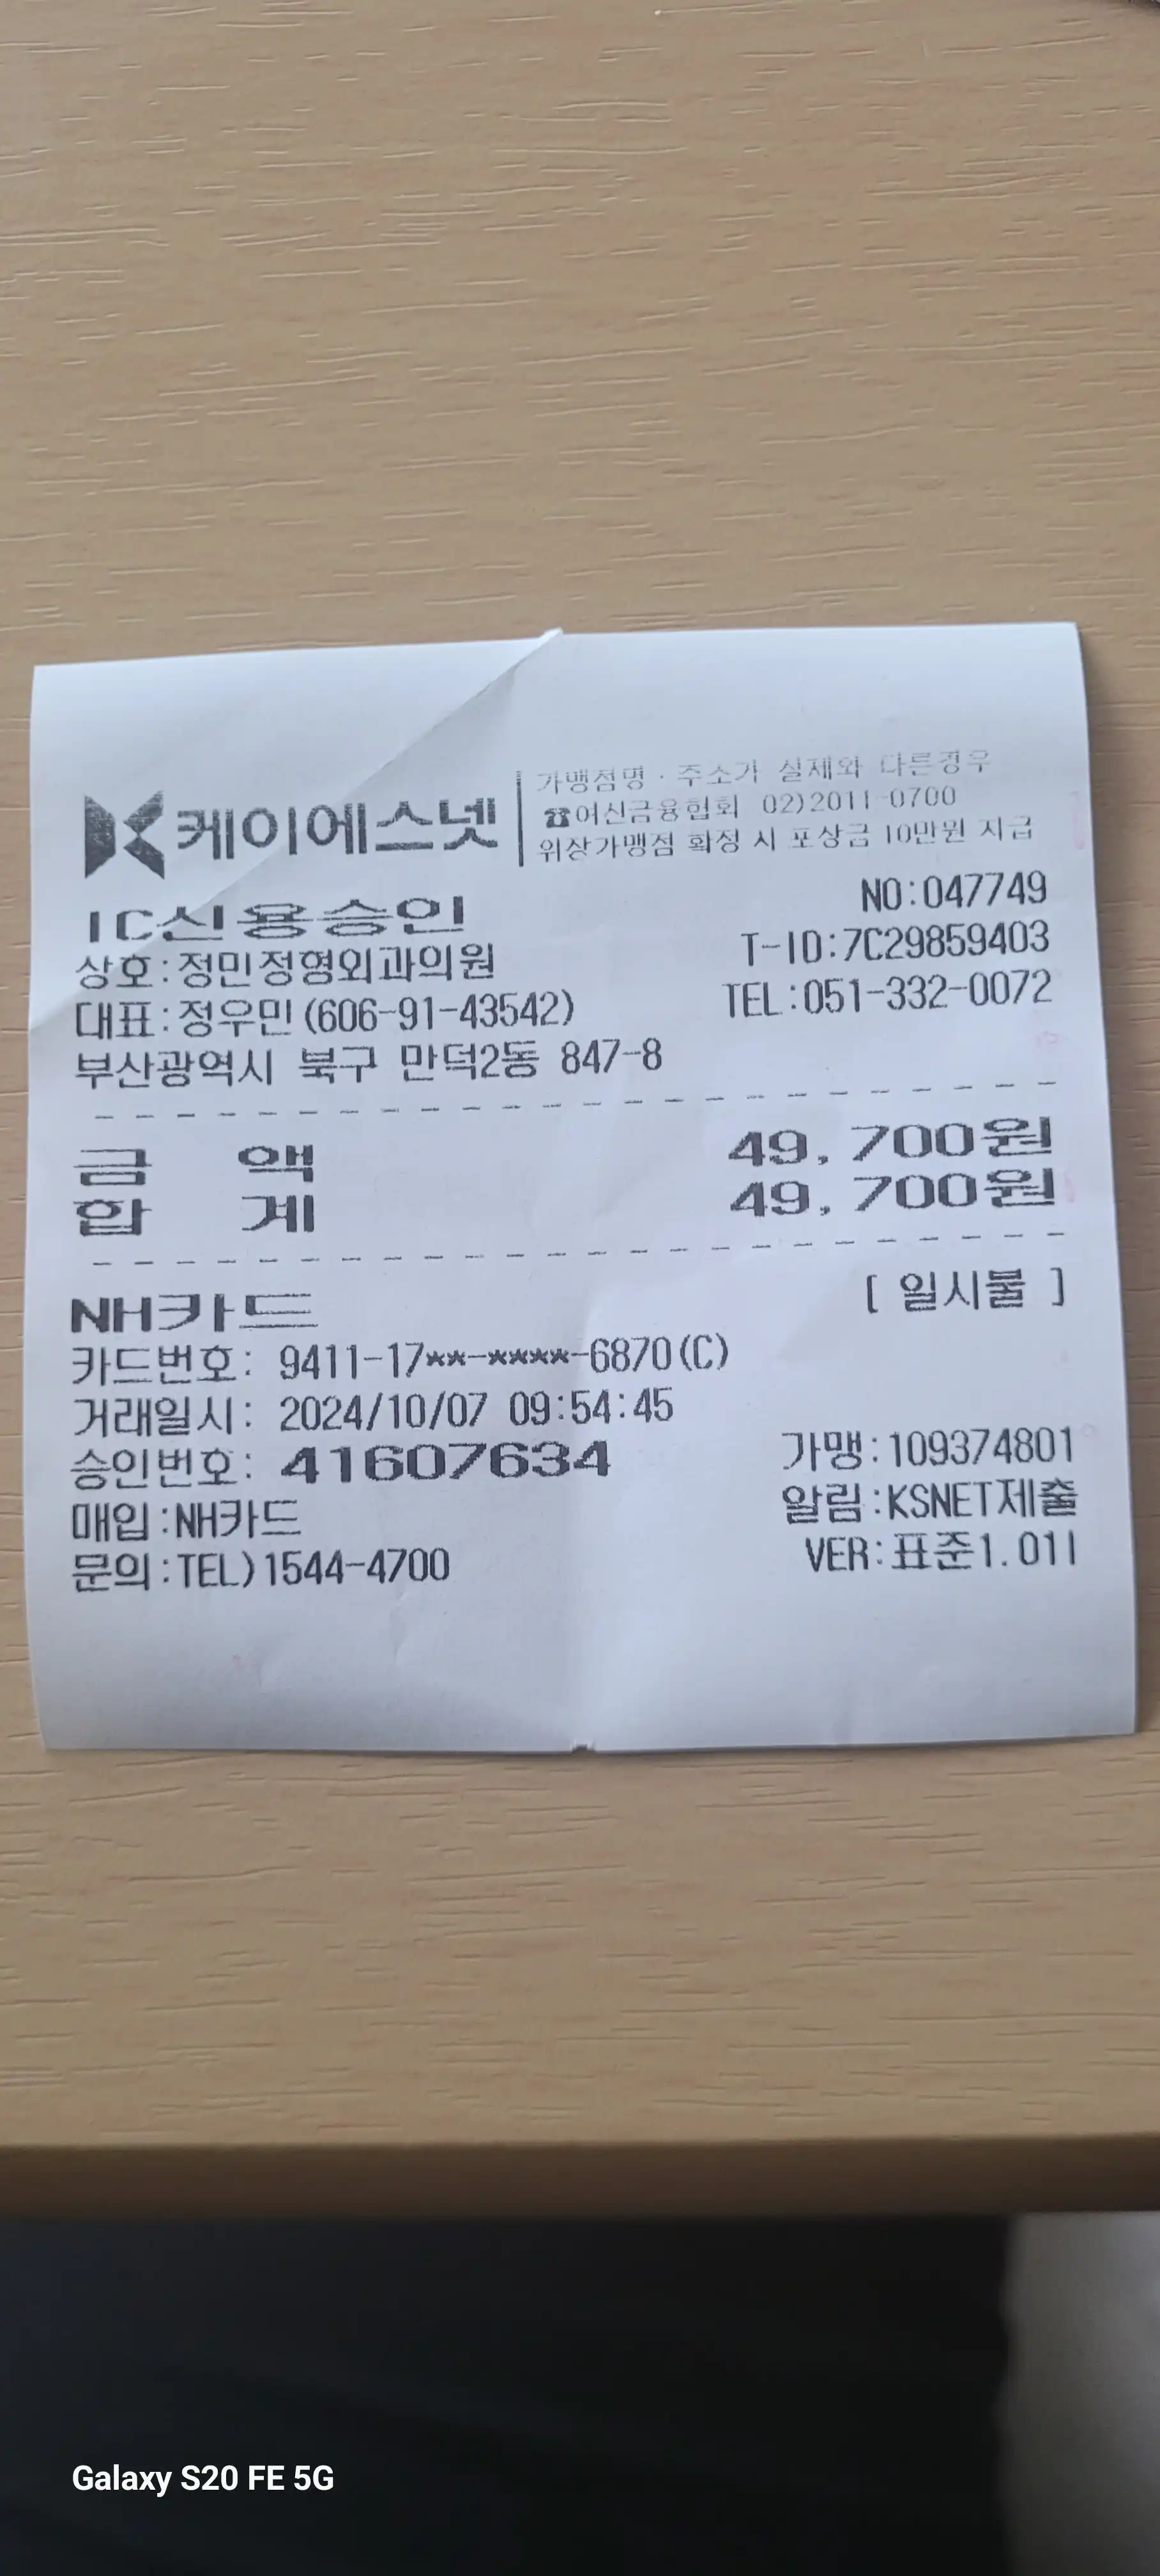 케이에스넷
가맹점명 · 주소가 실제와 다른경우
☎여신금융협회 02)2011-0700
위장가맹점 확정 시 포상금 10만원 지급
IC신용승인 NO:047749
상호:정민정형외과의원 T-ID:7C29859403
대표:정우민(606-91-43542) TEL:051-332-0072
부산광역시 북구 만덕2동 847-8
금 액 49,700원
합 계 49,700원
NH카드 [ 일시불 ]
카드번호: 9411-17**-****-6870(C)
거래일시: 2024/10/07 09:54:45
승인번호: 41607634 가맹:109374801
매입:NH카드 알림:KSNET제출
문의:TEL)1544-4700 VER:표준1.01I
Galaxy S20 FE 5G